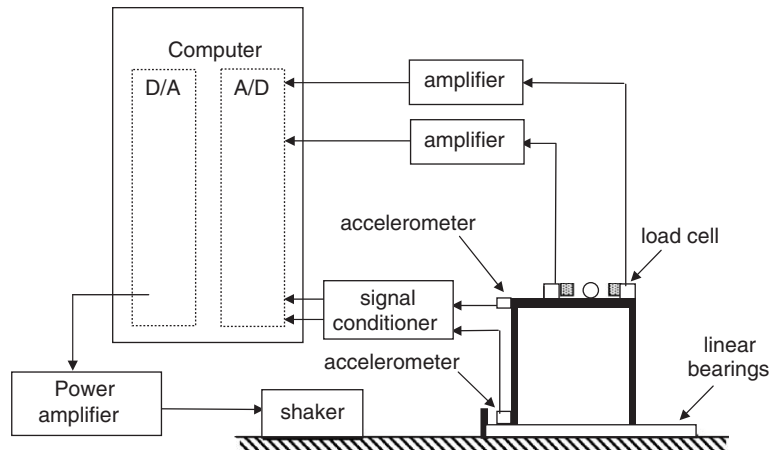 Computer
D/A
A/D
amplifier
amplifier
accelerometer
load cell
signal
conditioner
accelerometer
linear
bearings
Power
amplifier
shaker